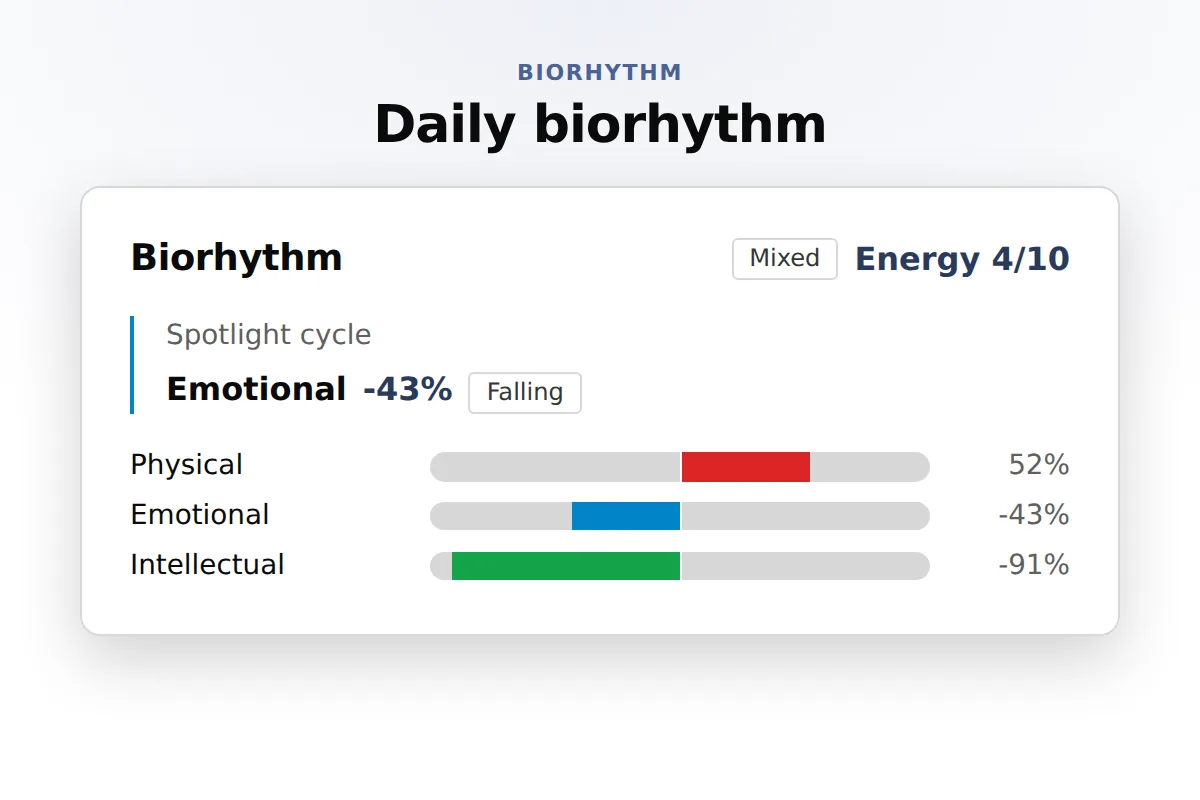 BIORHYTHM
Daily biorhythm
Biorhythm Mixed Energy 4/10
Spotlight cycle
Emotional -43% Falling
Physical 52%
Emotional -43%
Intellectual -91%